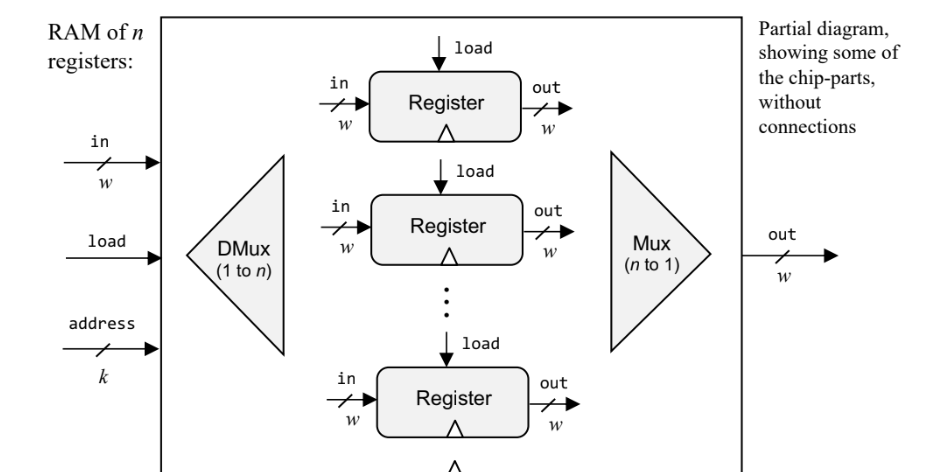 RAM of n
registers:
Partial diagram,
showing some of
the chip-parts,
without
connections
in
w
load
address
k
DMux
(1 to n)
load
in
w
Register
out
w
load
in
w
Register
out
w
load
in
w
Register
out
w
Mux
(n to 1)
out
w